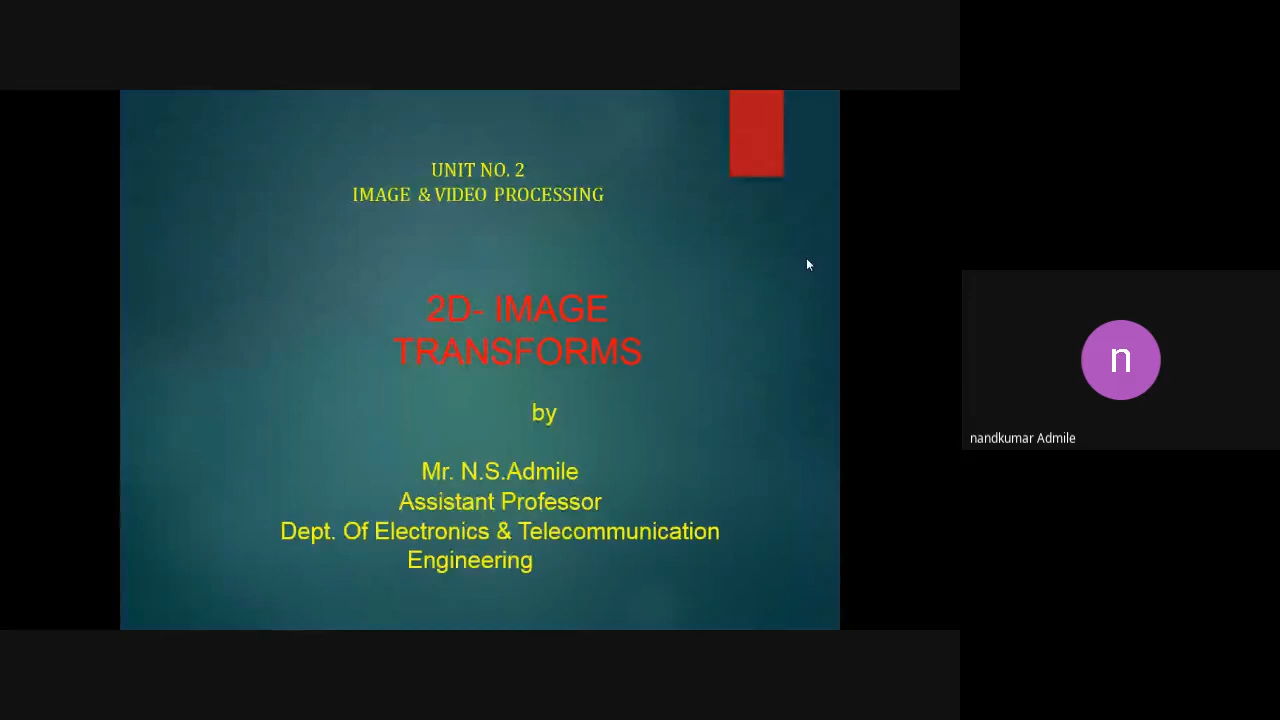 UNIT NO. 2
IMAGE & VIDEO PROCESSING
2D- IMAGE
TRANSFORMS
by
Mr. N.S.Admile
Assistant Professor
Dept. Of Electronics & Telecommunication
Engineering
n
nandkumar Admile